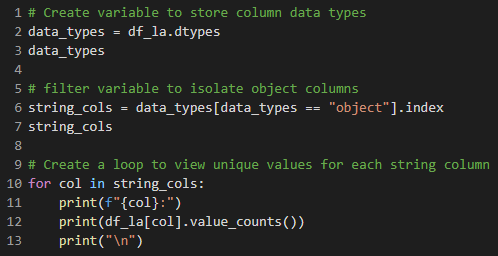 1 # Create variable to store column data types
2 data_types = df_la.dtypes
3 data_types
4
5 # filter variable to isolate object columns
6 string_cols = data_types[data_types == "object"].index
7 string_cols
8
9 # Create a loop to view unique values for each string column
10 for col in string_cols:
11     print(f"{col}:")
12     print(df_la[col].value_counts())
13     print("\n")